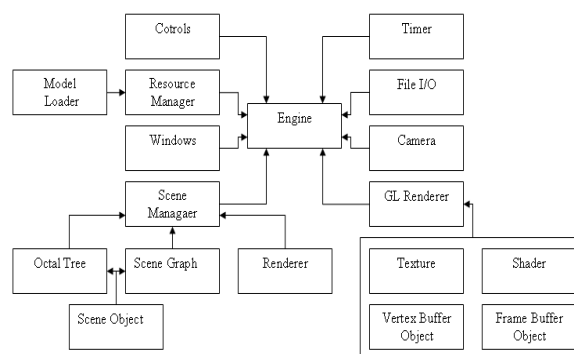 Cotrols
Timer
Model
Loader
Resource
Manager
File I/O
Engine
Windows
Camera
Scene
Managaer
GL Renderer
Octal Tree
Scene Graph
Renderer
Texture
Shader
Scene Object
Vertex Buffer
Object
Frame Buffer
Object